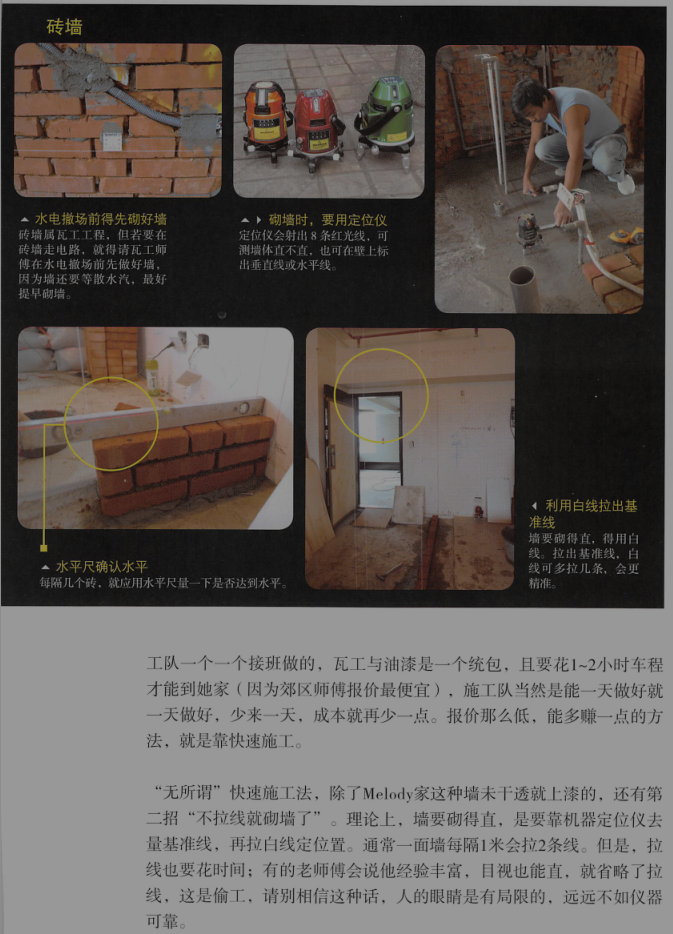 砖墙
水电撤场前得先砌好墙
砖墙属瓦工工程，但若要在
砖墙走电路，就得请瓦工师
傅在水电撤场前先做好墙，
因为墙还要等散水汽，最好
提早砌墙。
砌墙时，要用定位仪
定位仪会射出 8 条红光线，可
测墙体直不直，也可在壁上标
出垂直线或水平线。
水平尺确认水平
每隔几个砖，就应用水平尺量一下是否达到水平。
利用白线拉出基
准线
墙要砌得直，得用白
线。拉出基准线，白
线可多拉几条，会更
精准。
工队一个一个接班做的，瓦工与油漆是一个统包，且要花1~2小时车程
才能到她家（因为郊区师傅报价最便宜），施工队当然是能一天做好就
一天做好，少来一天，成本就再少一点。报价那么低，能多赚一点的方
法，就是靠快速施工。
“无所谓”快速施工法，除了Melody家这种墙未干透就上漆的，还有第
二招“不拉线就砌墙了”。理论上，墙要砌得直，是要靠机器定位仪去
量基准线，再拉白线定位置。通常一面墙每隔1米会拉2条线。但是，拉
线也要花时间；有的老师傅会说他经验丰富，目视也能直，就省略了拉
线，这是偷工，请别相信这种话，人的眼睛是有局限的，远远不如仪器
可靠。